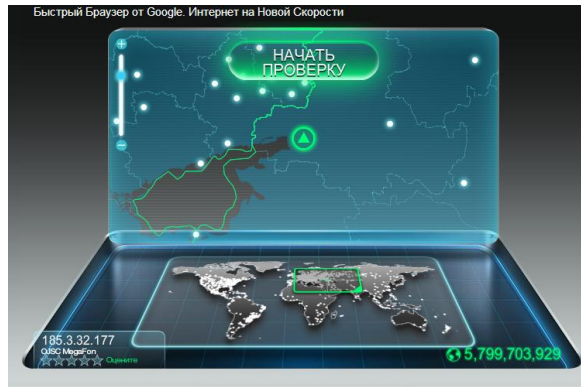 Быстрый Браузер от Google. Интернет на Новой Скорости
НАЧАТЬ
ПРОВЕРКУ
185.3.32.177
OJSC MegaFon
Оцените
5,799,703,929